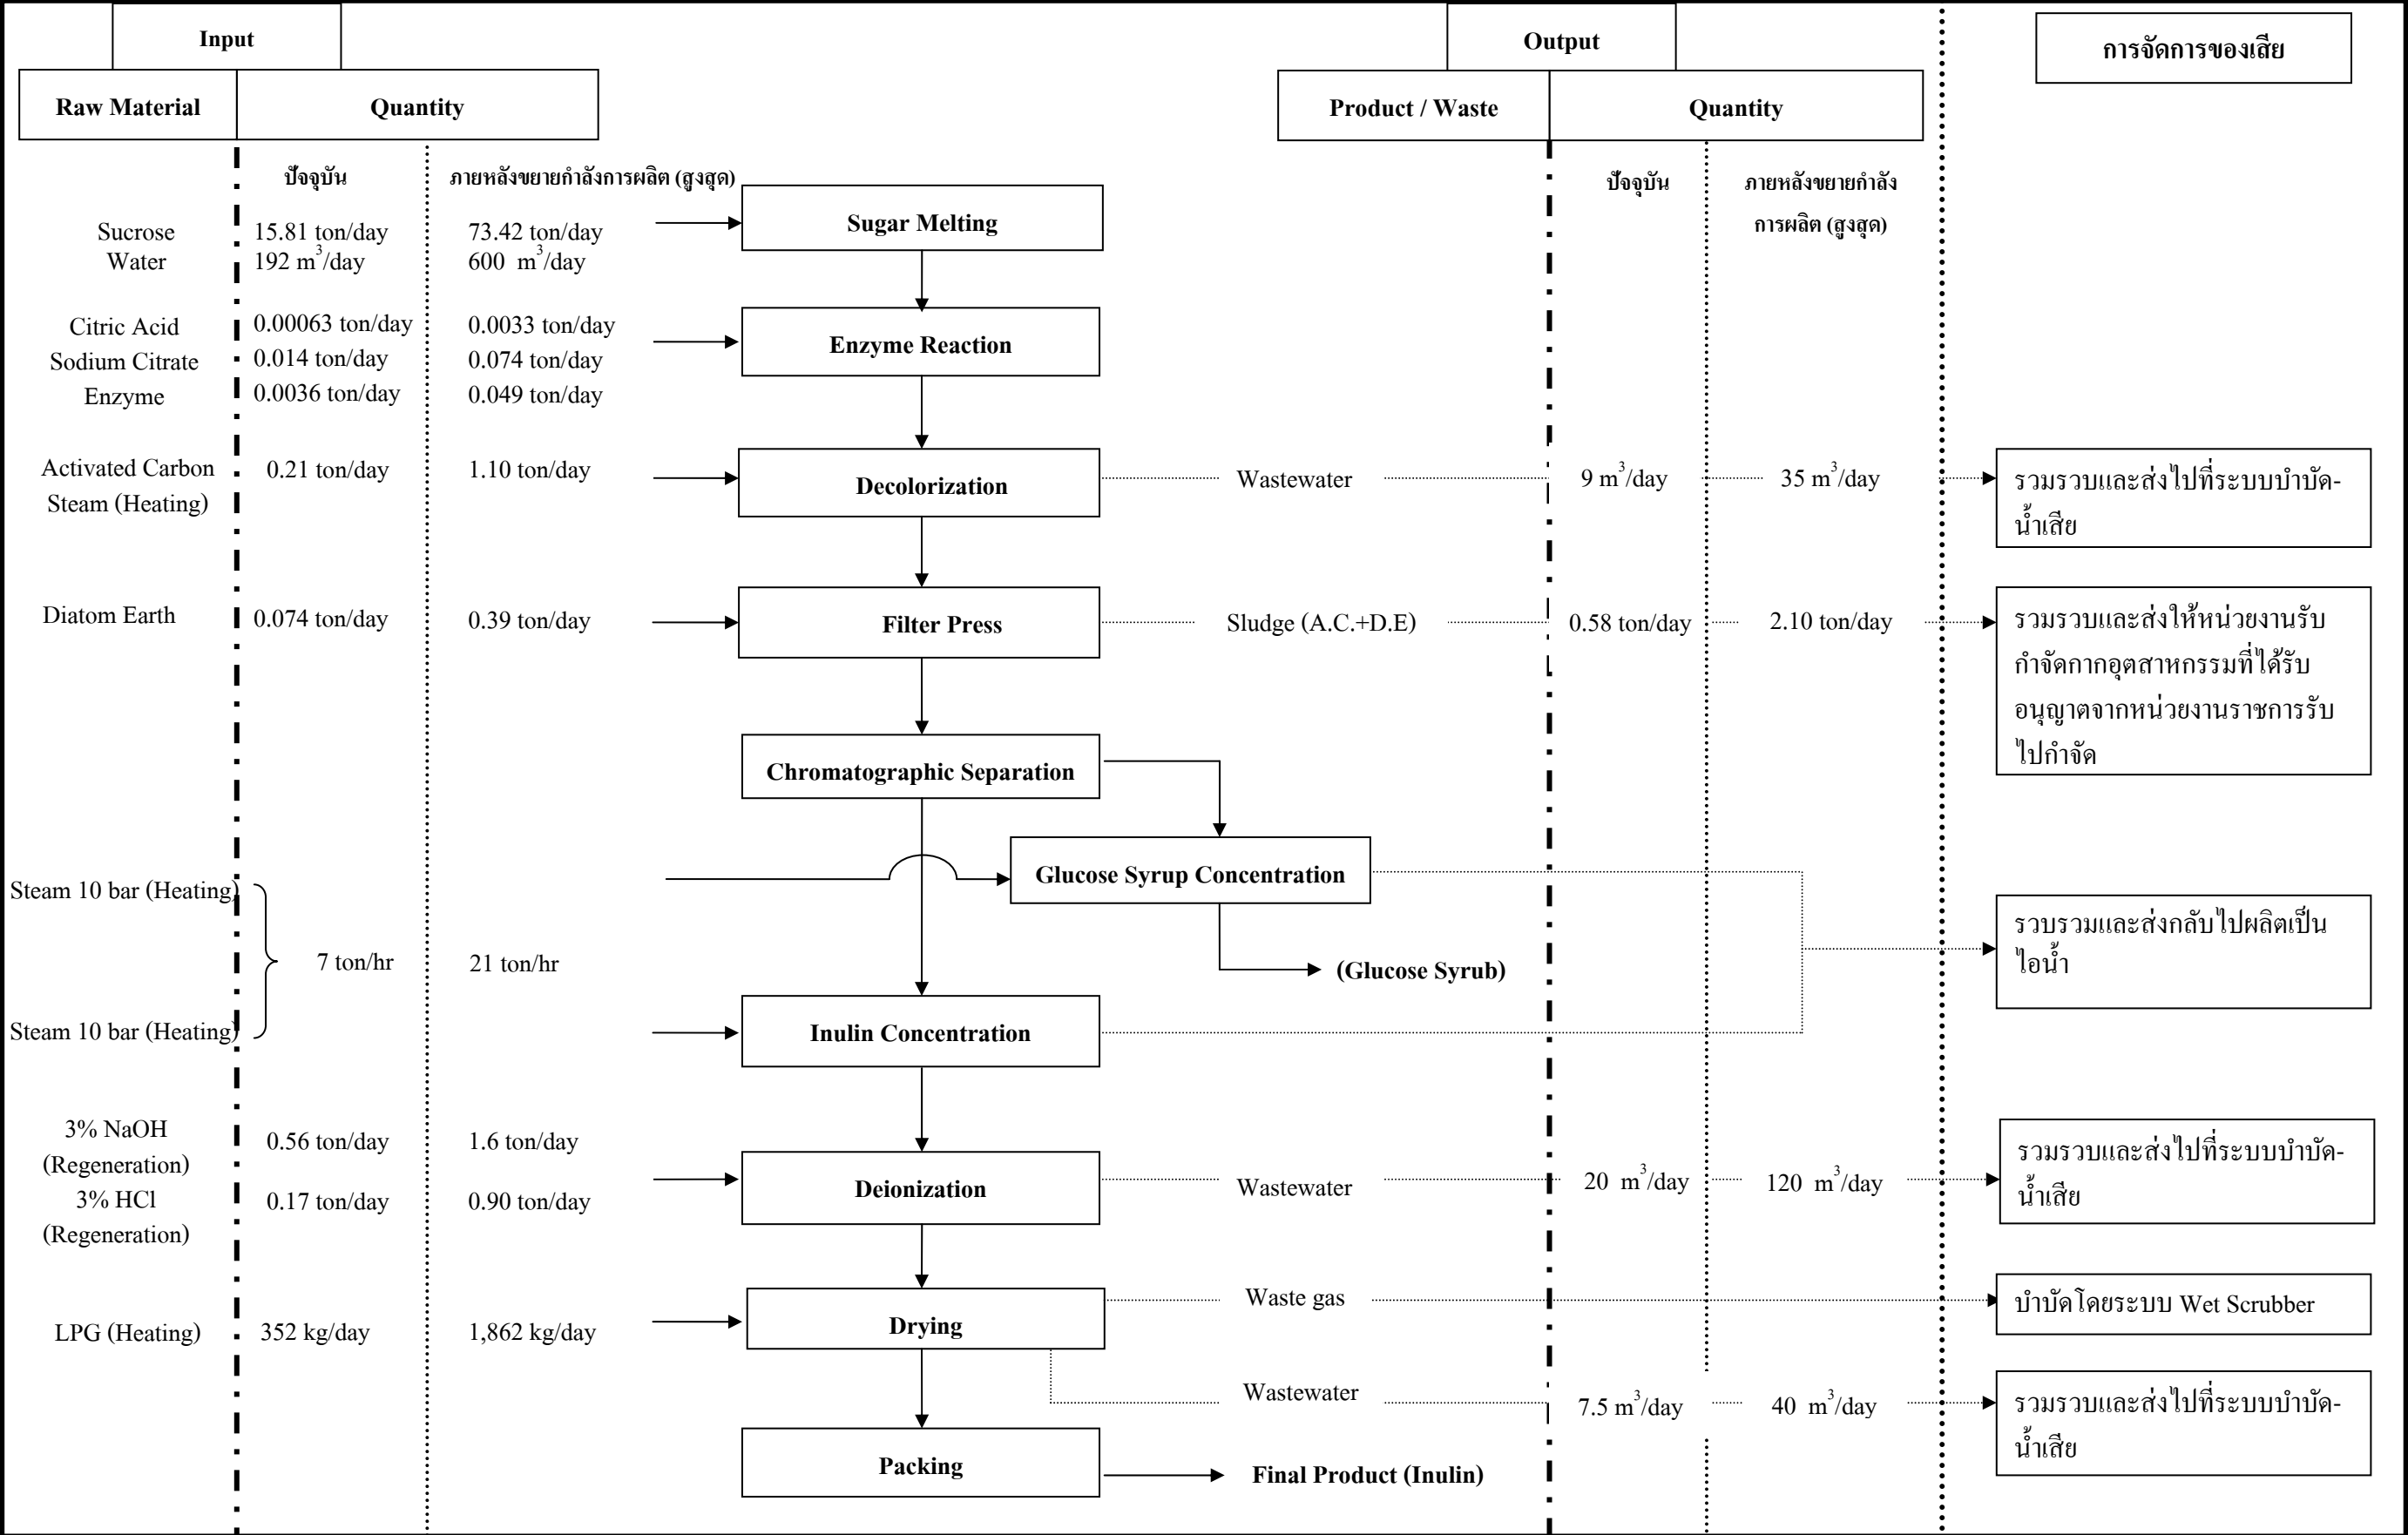 Input
Output
การจัดการของเสีย
Raw Material
Quantity
Product / Waste
Quantity
ปัจจุบัน
ภายหลังขยายกำลังการผลิต (สูงสุด)
ปัจจุบัน
ภายหลังขยายกำลัง
การผลิต (สูงสุด)
Sucrose
15.81 ton/day
73.42 ton/day
Sugar Melting
Water
192 m³/day
600 m³/day
Citric Acid
0.00063 ton/day
0.0033 ton/day
Enzyme Reaction
Sodium Citrate
0.014 ton/day
0.074 ton/day
Enzyme
0.0036 ton/day
0.049 ton/day
Activated Carbon
0.21 ton/day
1.10 ton/day
Steam (Heating)
Decolorization
Wastewater
9 m³/day
35 m³/day
รวมรวบและส่งไปที่ระบบบำบัด-
น้ำเสีย
Diatom Earth
0.074 ton/day
0.39 ton/day
Filter Press
Sludge (A.C.+D.E)
0.58 ton/day
2.10 ton/day
รวมรวบและส่งให้หน่วยงานรับ
กำจัดกากอุตสาหกรรมที่ได้รับ
อนุญาตจากหน่วยงานราชการรับ
ไปกำจัด
Chromatographic Separation
Glucose Syrup Concentration
Steam 10 bar (Heating)
7 ton/hr
21 ton/hr
(Glucose Syrub)
รวบรวมและส่งกลับไปผลิตเป็น
ไอน้ำ
Steam 10 bar (Heating)
Inulin Concentration
3% NaOH
(Regeneration)
0.56 ton/day
1.6 ton/day
3% HCl
(Regeneration)
0.17 ton/day
0.90 ton/day
Deionization
Wastewater
20 m³/day
120 m³/day
รวมรวบและส่งไปที่ระบบบำบัด-
น้ำเสีย
Waste gas
บำบัดโดยระบบ Wet Scrubber
LPG (Heating)
352 kg/day
1,862 kg/day
Drying
Wastewater
7.5 m³/day
40 m³/day
รวมรวบและส่งไปที่ระบบบำบัด-
น้ำเสีย
Packing
Final Product (Inulin)